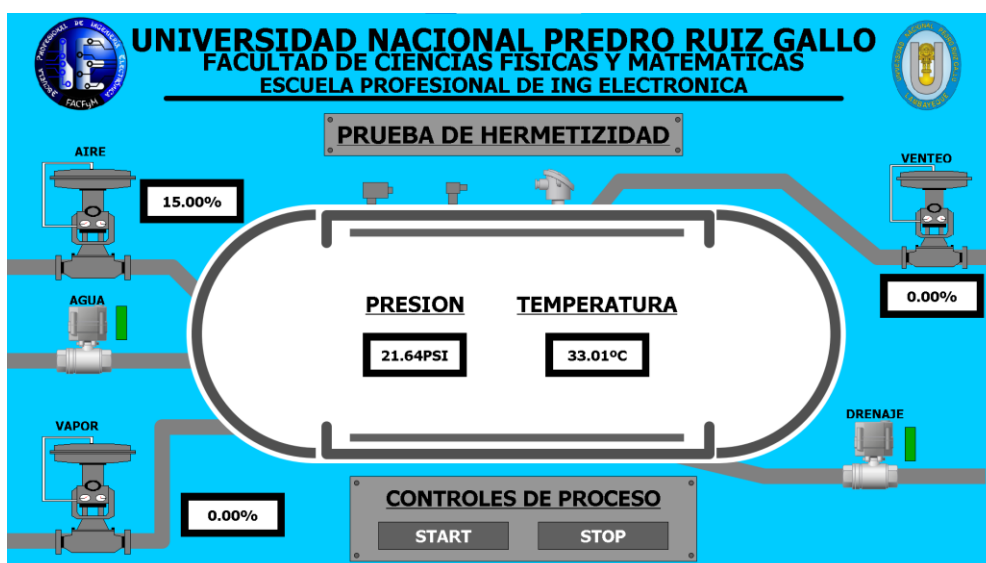 UNIVERSIDAD NACIONAL PREDRO RUIZ GALLO
FACULTAD DE CIENCIAS FISICAS Y MATEMATICAS
ESCUELA PROFESIONAL DE ING ELECTRONICA
FACFyM
LAMBAYEQUE
PRUEBA DE HERMETIZIDAD
AIRE
15.00%
VENTEO
0.00%
AGUA
PRESION
TEMPERATURA
21.64PSI
33.01ºC
VAPOR
0.00%
DRENAJE
CONTROLES DE PROCESO
START
STOP